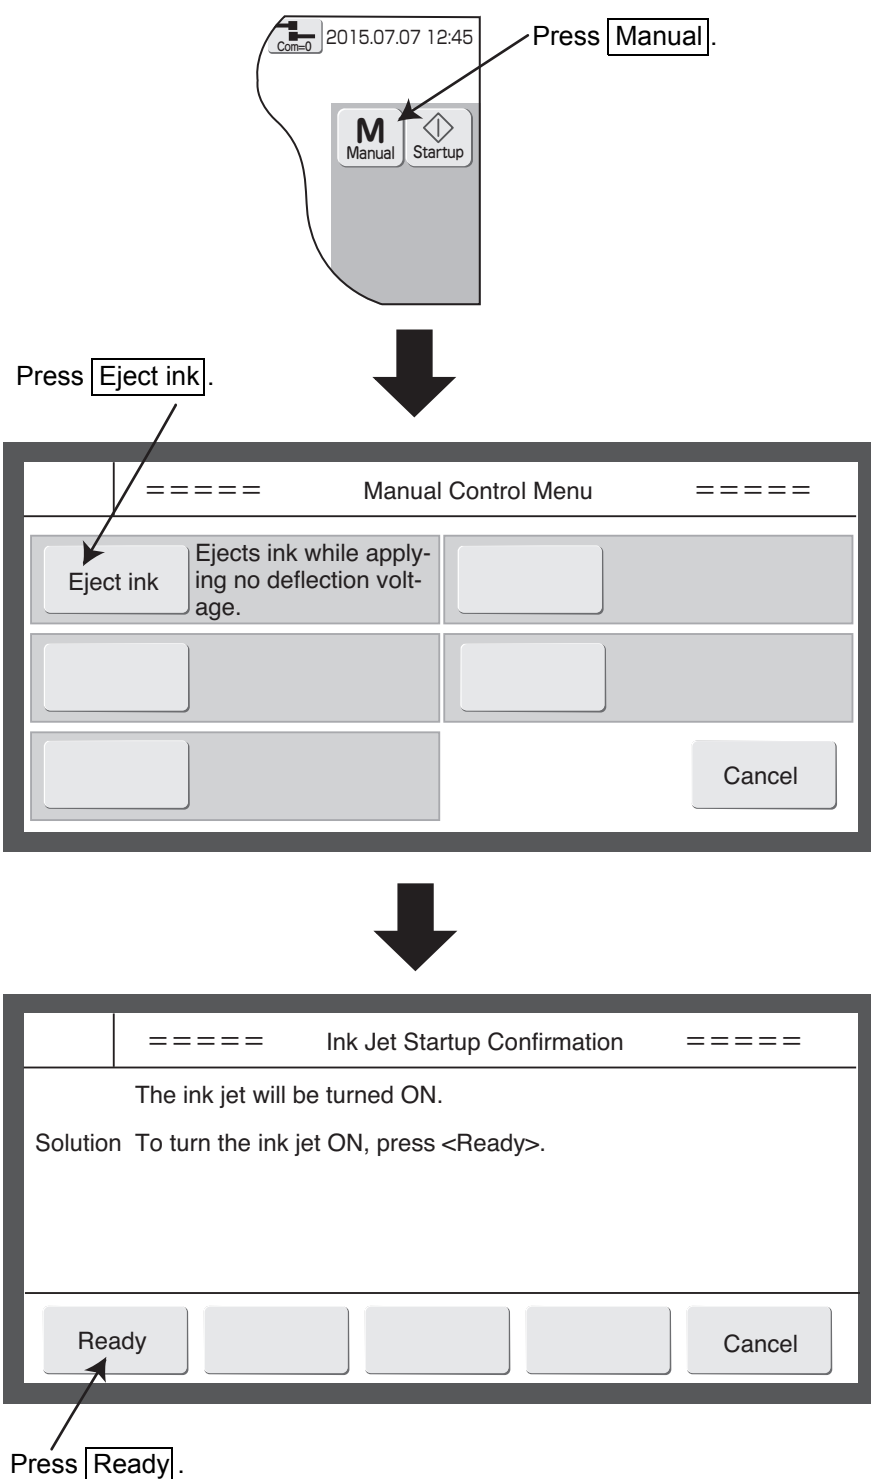 Com=0 2015.07.07 12:45
Press Manual.
M
Manual
Startup
Press Eject ink.
===== Manual Control Menu =====
Eject ink
Ejects ink while apply-
ing no deflection volt-
age.
Cancel
===== Ink Jet Startup Confirmation =====
The ink jet will be turned ON.
Solution To turn the ink jet ON, press <Ready>.
Ready
Cancel
Press Ready.